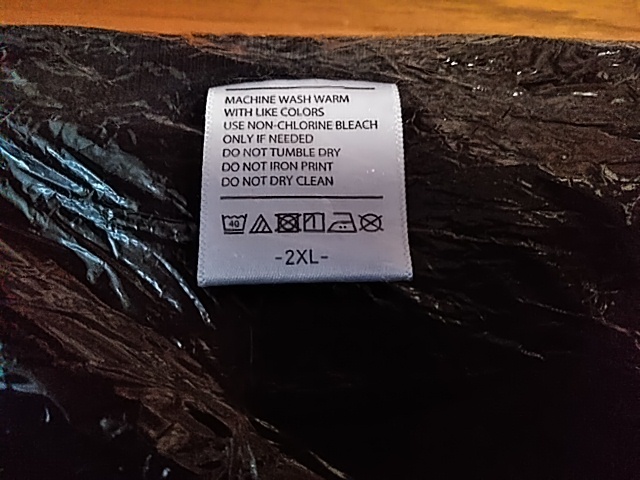 MACHINE WASH WARM
WITH LIKE COLORS
USE NON-CHLORINE BLEACH
ONLY IF NEEDED
DO NOT TUMBLE DRY
DO NOT IRON PRINT
DO NOT DRY CLEAN
40
-2XL-